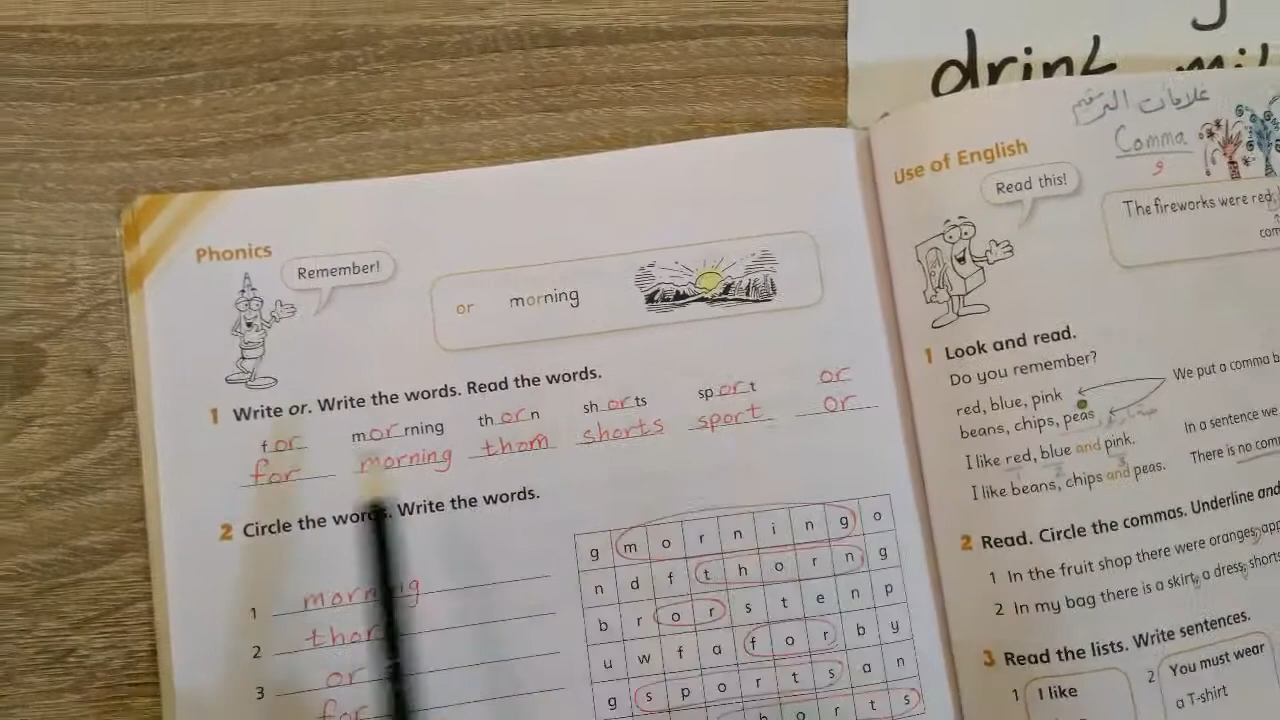 drink
Phonics
Remember!
or morning
1 Write or. Write the words. Read the words.
for morning thorn shorts sport or
for morning thorn shorts sport or
2 Circle the words. Write the words.
1 mornig
2
3 or
for
g m o r n i n g o
n d f t h o r n g
b r o r s t e n p
u w f a f o r b y
g s p o r t s a n
o r t s
علامات الترقيم
Comma
و
Use of English
Read this!
The fireworks were red,
1 Look and read.
Do you remember?
red, blue, pink
We put a comma
beans, chips, peas
I like red, blue and pink.
1 2 3
In a sentence we
I like beans, chips and peas.
There is no
2 Read. Circle the commas. Underline and
1 In the fruit shop there were oranges,
2 In my bag there is a skirt, a dress, shorts
3 Read the lists. Write sentences.
1 I like
2 You must wear
a T-shirt